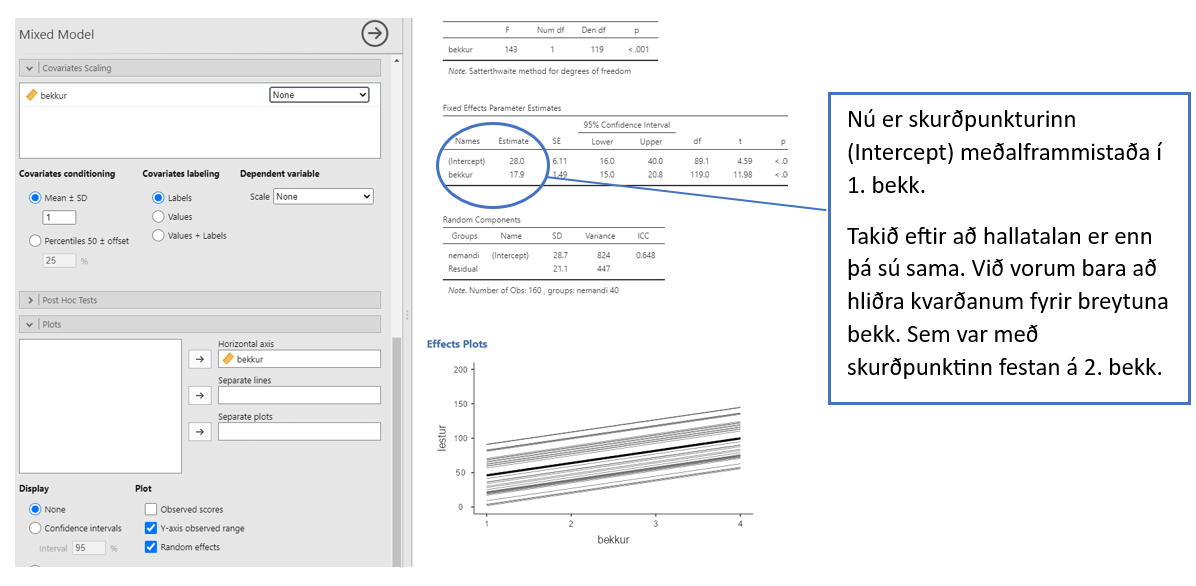 Mixed Model
Covariates Scaling
bekkur
None
Covariates conditioning
Covariates labeling
Dependent variable
Mean ± SD
1
Percentiles 50 ± offset
25 %
Labels
Values
Values + Labels
Scale None
Post Hoc Tests
Plots
Horizontal axis
bekkur
Separate lines
Separate plots
Display
None
Confidence intervals
Interval 95 %
Plot
Observed scores
Y-axis observed range
Random effects
F Num df Den df p
bekkur 143 1 119 < .001
Note. Satterthwaite method for degrees of freedom
Fixed Effects Parameter Estimates
95% Confidence Interval
Names Estimate SE Lower Upper df t p
(Intercept) 28.0 6.11 16.0 40.0 89.1 4.59 < .0
bekkur 17.9 1.49 15.0 20.8 119.0 11.98 < .0
Random Components
Groups Name SD Variance ICC
nemandi (Intercept) 28.7 824 0.648
Residual 21.1 447
Note. Number of Obs: 160 , groups: nemandi 40
Effects Plots
200
150
100
50
0
lestur
1 2 3 4
bekkur
Nú er skurðpunkturinn
(Intercept) meðalframmistaða í
1. bekk.
Takið eftir að hallatalan er enn
þá sú sama. Við vorum bara að
hliðra kvarðanum fyrir breytuna
bekk. Sem var með
skurðpunktinn festan á 2. bekk.